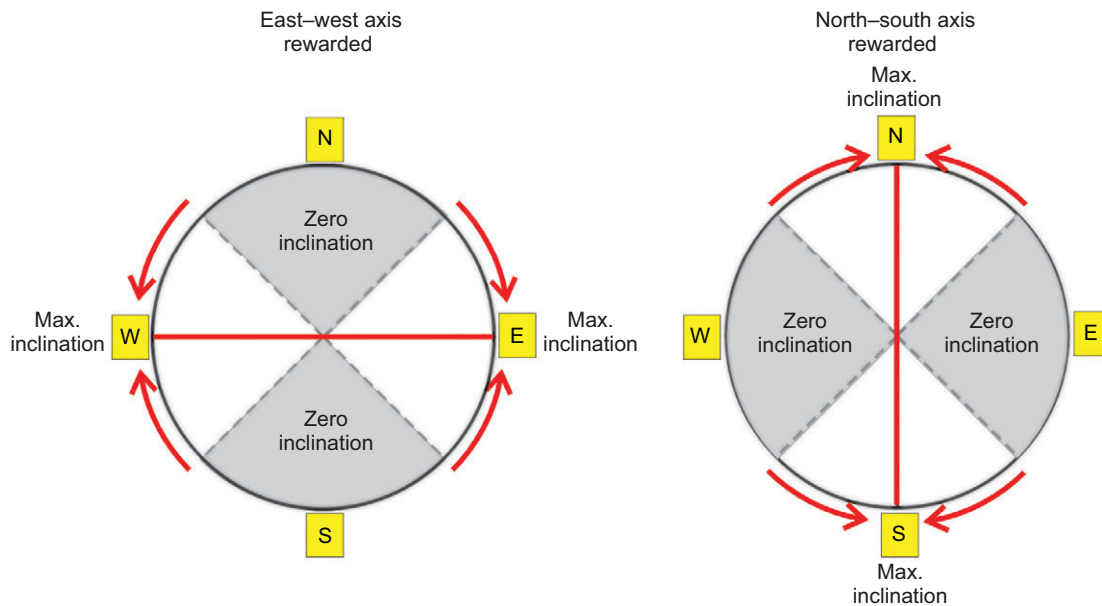 East–west axis
rewarded
N
Zero
inclination
Max.
inclination
W
E
Max.
inclination
Zero
inclination
S
North–south axis
rewarded
Max.
inclination
N
W
Zero
inclination
Zero
inclination
E
S
Max.
inclination